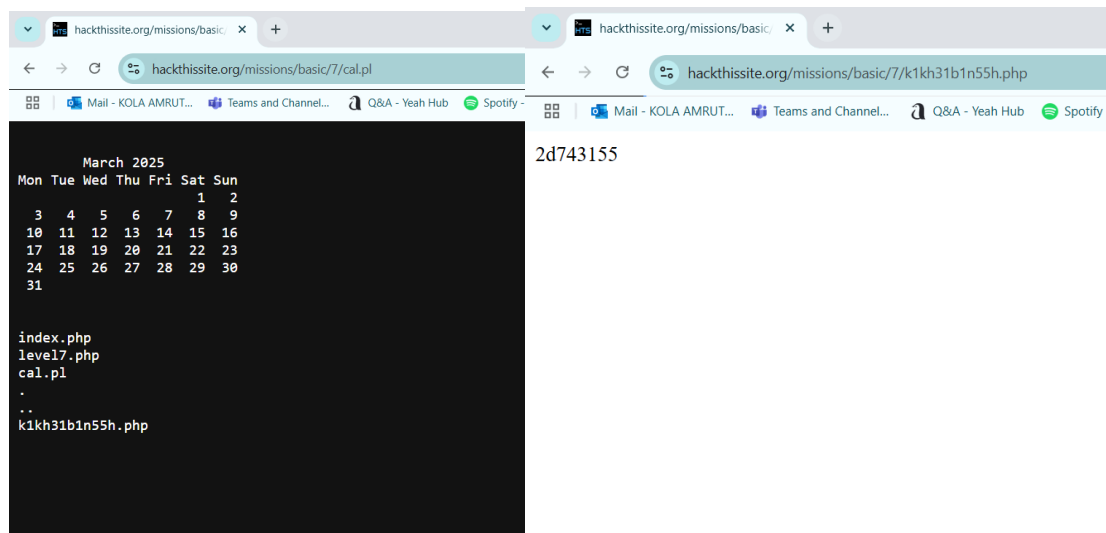 hackthissite.org/missions/basic/
hackthissite.org/missions/basic/7/cal.pl
Mail - KOLA AMRUT... Teams and Channel... Q&A - Yeah Hub Spotify -
March 2025
Mon Tue Wed Thu Fri Sat Sun
1 2
3 4 5 6 7 8 9
10 11 12 13 14 15 16
17 18 19 20 21 22 23
24 25 26 27 28 29 30
31
index.php
level7.php
cal.pl
.
..
k1kh31b1n55h.php
HTS hackthissite.org/missions/basic/
hackthissite.org/missions/basic/7/k1kh31b1n55h.php
Mail - KOLA AMRUT... Teams and Channel... Q&A - Yeah Hub Spotify
2d743155